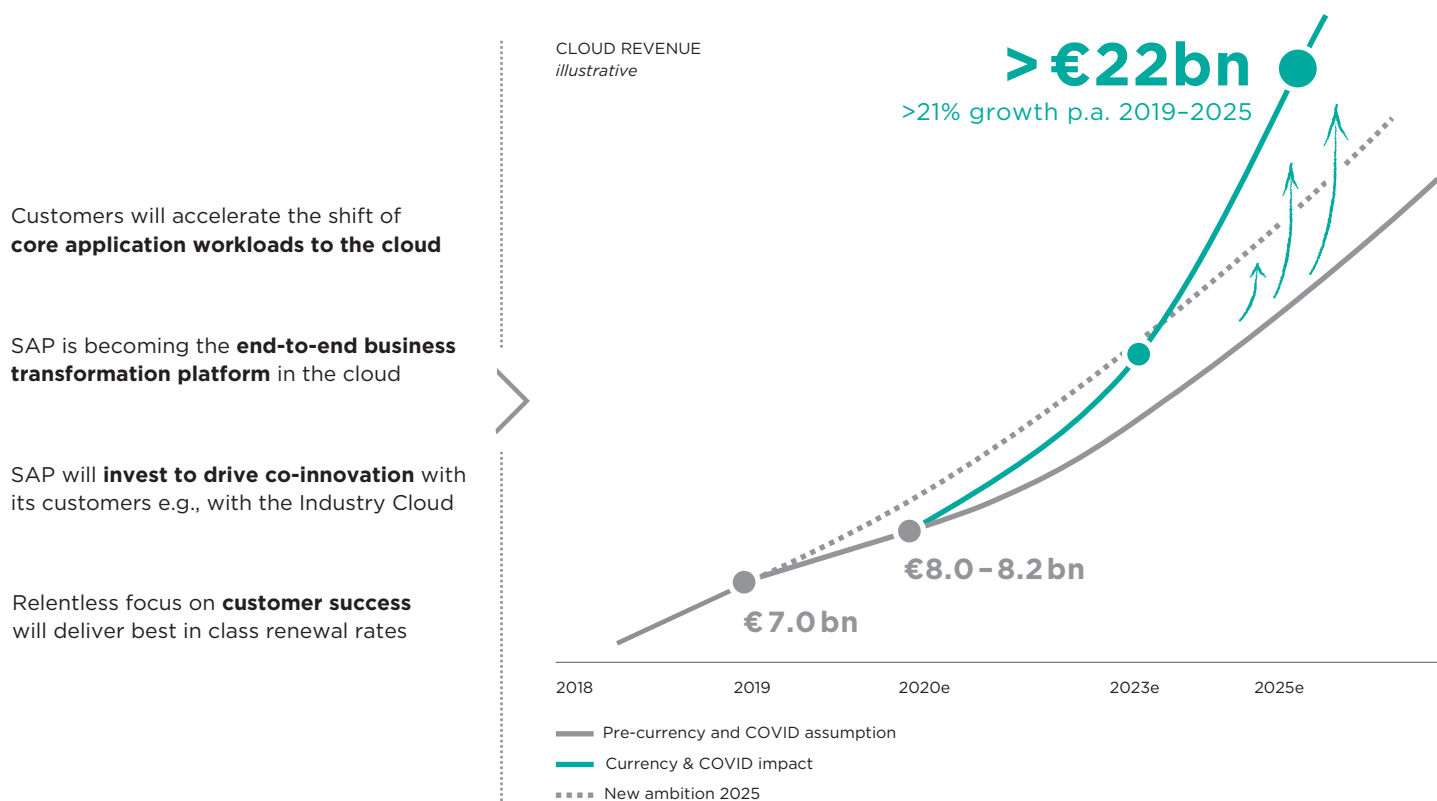 Customers will accelerate the shift of
core application workloads to the cloud
SAP is becoming the end-to-end business
transformation platform in the cloud
SAP will invest to drive co-innovation with
its customers e.g., with the Industry Cloud
Relentless focus on customer success
will deliver best in class renewal rates
CLOUD REVENUE
illustrative
> €22bn
>21% growth p.a. 2019–2025
€8.0–8.2bn
€7.0bn
2018 2019 2020e 2023e 2025e
Pre-currency and COVID assumption
Currency & COVID impact
New ambition 2025